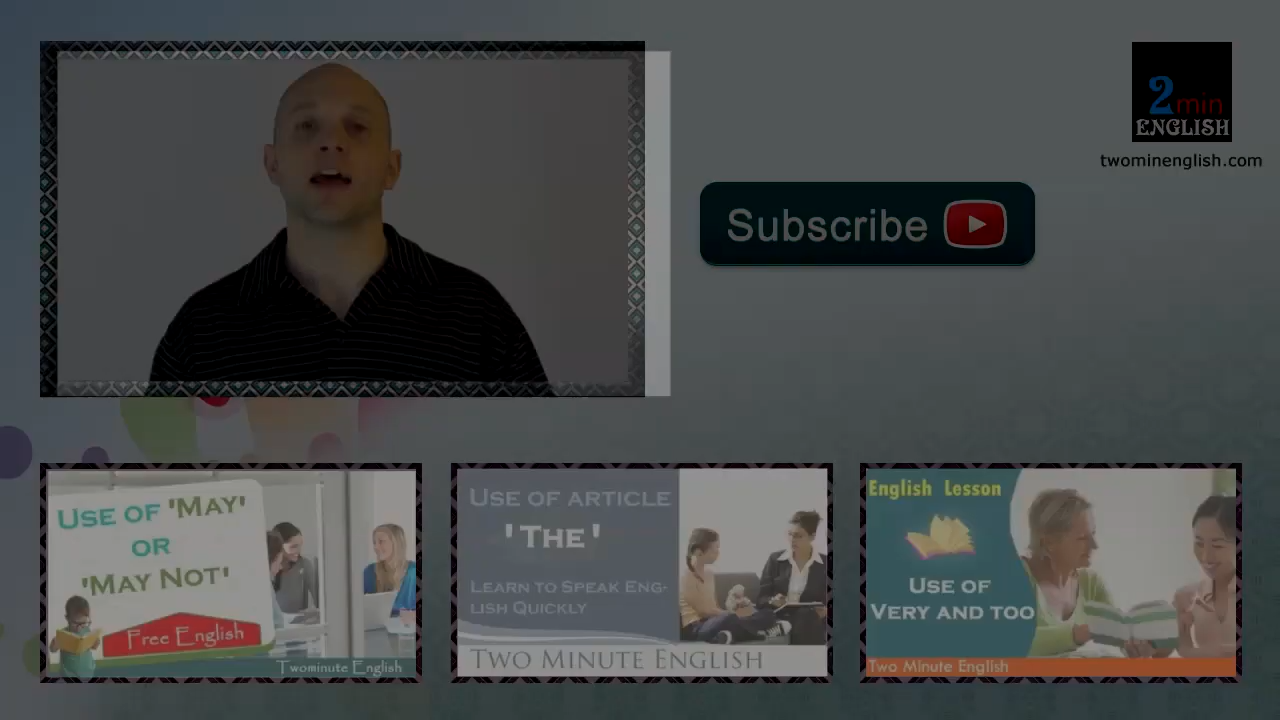 2min
ENGLISH
twominenglish.com
Subscribe
USE OF 'MAY'
OR
'MAY NOT'
Free English
Twominute English
USE OF ARTICLE
'THE'
LEARN TO SPEAK ENG-
LISH QUICKLY
TWO MINUTE ENGLISH
English Lesson
USE OF
VERY AND TOO
Two Minute English